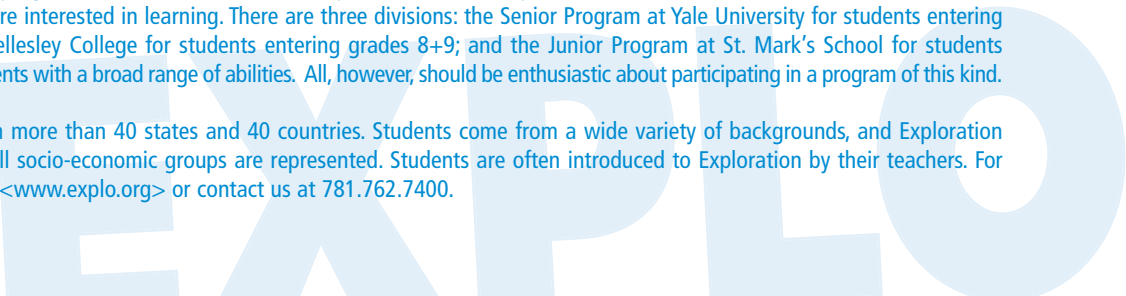 re interested in learning. There are three divisions: the Senior Program at Yale University for students entering
ellesley College for students entering grades 8+9; and the Junior Program at St. Mark's School for students
ents with a broad range of abilities. All, however, should be enthusiastic about participating in a program of this kind.
more than 40 states and 40 countries. Students come from a wide variety of backgrounds, and Exploration
ll socio-economic groups are represented. Students are often introduced to Exploration by their teachers. For
<www.explo.org> or contact us at 781.762.7400.
EXPLO